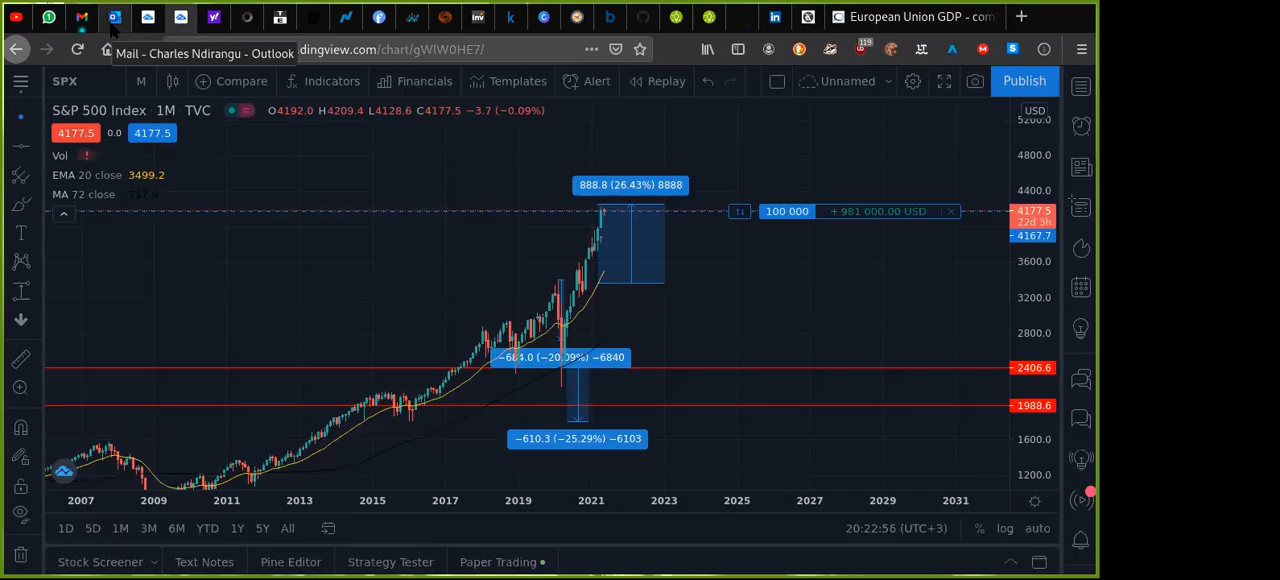 European Union GDP - com
Mail - Charles Ndirangu - Outlook
dingview.com/chart/gWlW0HE7/
119
SPX M Compare Indicators Financials Templates Alert Replay Unnamed Publish
S&P 500 Index · 1M · TVC O4192.0 H4209.4 L4128.6 C4177.5 −3.7 (−0.09%)
USD
4177.5 0.0 4177.5
Vol !
EMA 20 close 3499.2
MA 72 close 717.9
5200.0
4800.0
4400.0
888.8 (26.43%) 8888
100 000 + 981 000.00 USD
4177.5
22d 3h
4167.7
3600.0
3200.0
2800.0
−684.0 (−20.09%) −6840
2406.6
1988.6
−610.3 (−25.29%) −6103
1600.0
1200.0
2007 2009 2011 2013 2015 2017 2019 2021 2023 2025 2027 2029 2031
1D 5D 1M 3M 6M YTD 1Y 5Y All 20:22:56 (UTC+3) % log auto
Stock Screener Text Notes Pine Editor Strategy Tester Paper Trading